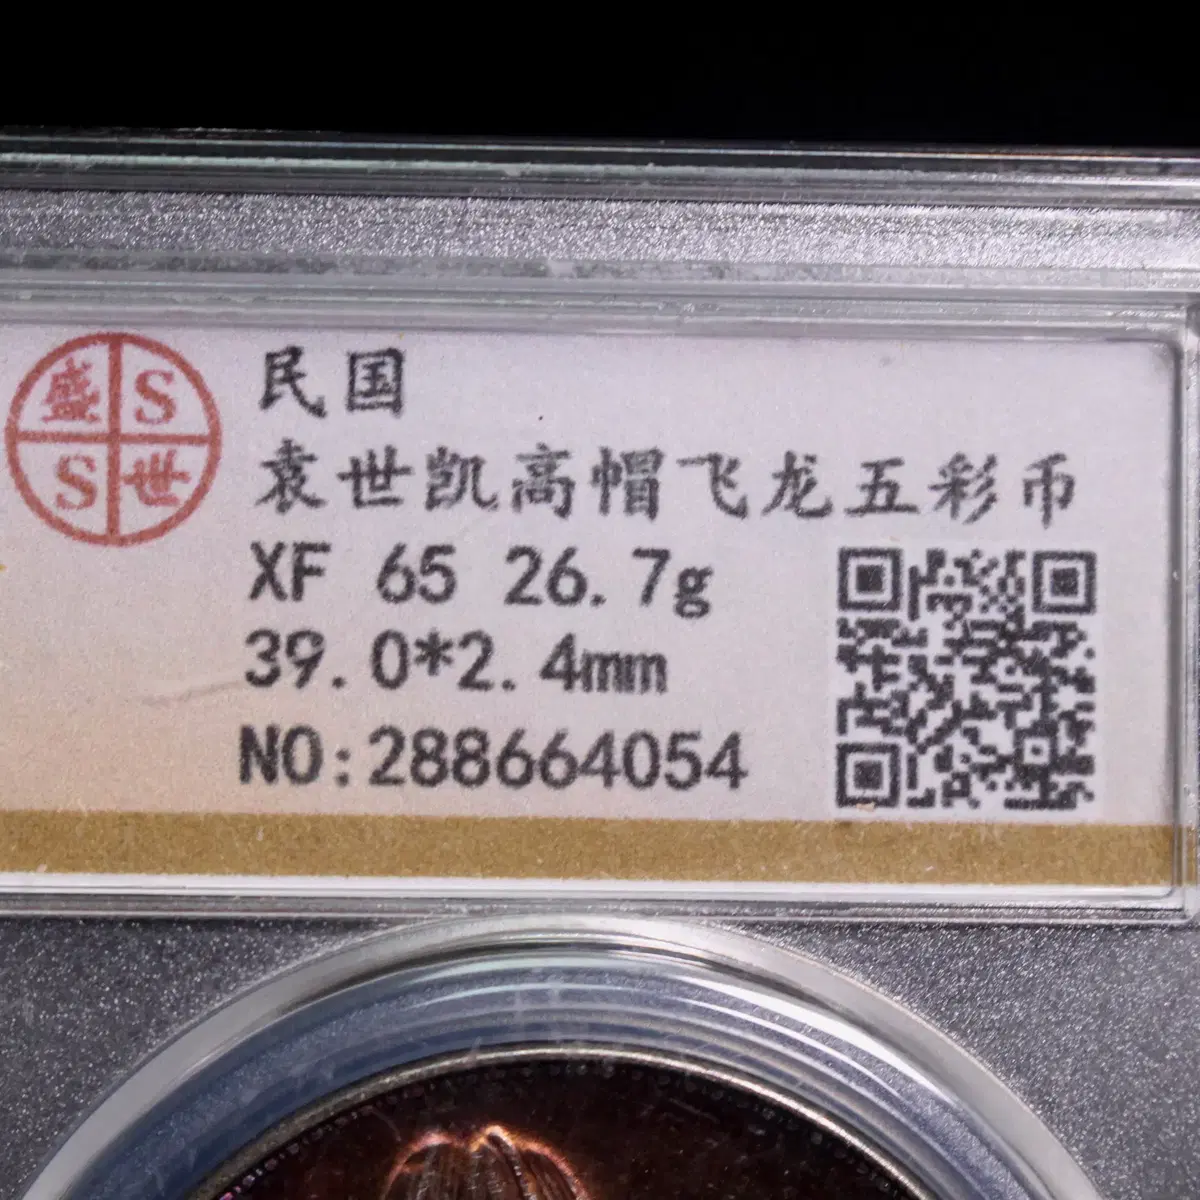 盛 S
S 世
民国
袁世凯高帽飞龙五彩币
XF 65 26.7g
39.0*2.4mm
NO:288664054